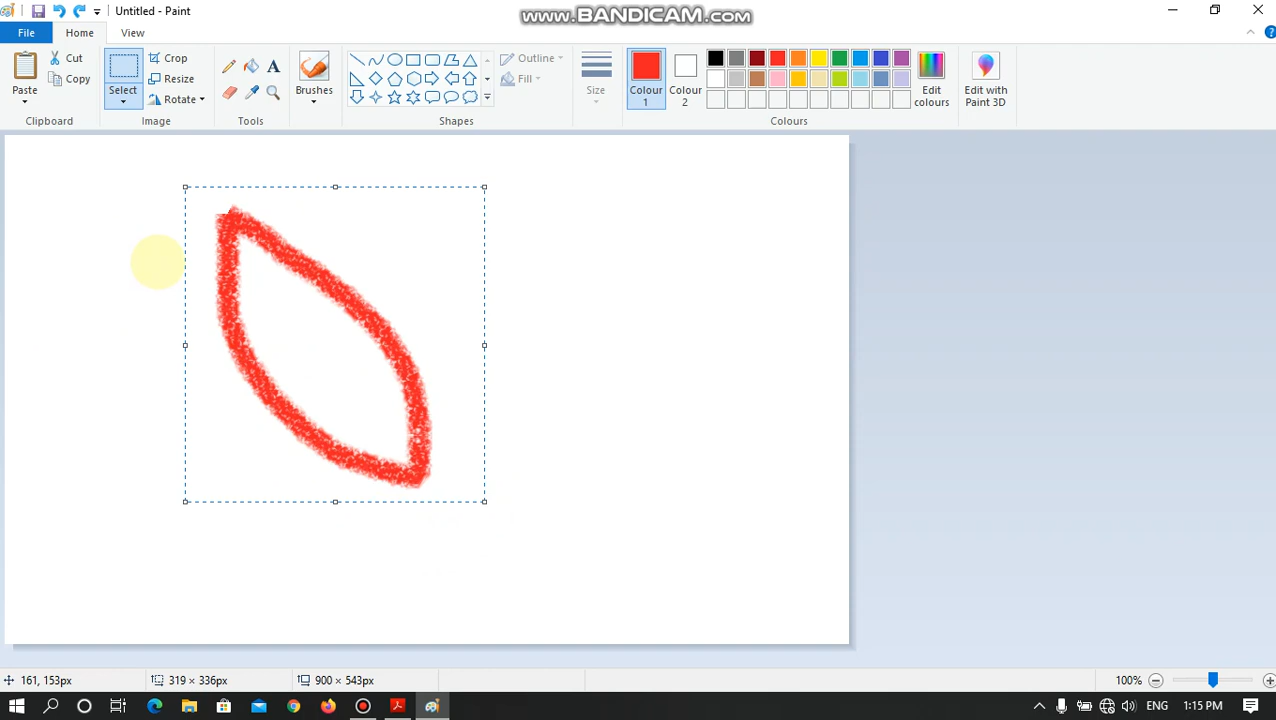 Untitled - Paint
www.BANDICAM.com
File
Home
View
Paste
Cut
Copy
Clipboard
Select
Crop
Resize
Rotate
Image
A
Tools
Brushes
Outline
Fill
Shapes
Size
Colour 1
Colour 2
Edit colours
Colours
Edit with Paint 3D
161, 153px
319 × 336px
900 × 543px
100%
1:15 PM